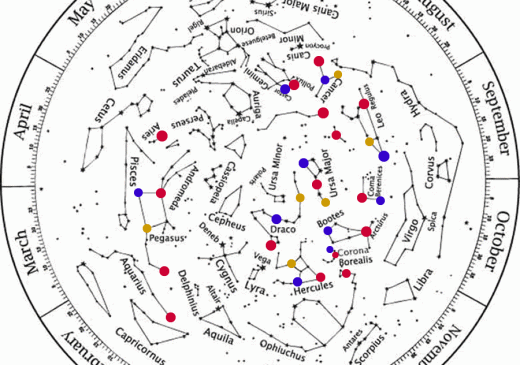 May
August
Sirius
Canis Major
Rigel
Orion
Betelgeuse
Minor
Procyon
Canis
Eridanus
Taurus
Aldebaran
Gemini
Pollux
Castor
Cancer
Pleiades
Auriga
Capella
Leo
Regulus
Hydra
September
April
Cetus
Aries
Perseus
Cassiopeia
Polaris
Ursa Minor
Ursa Major
Coma
Berenices
Corvus
Pisces
Andromeda
Cepheus
Draco
Bootes
Arcturus
Virgo
Spica
October
March
Pegasus
Deneb
Vega
Corona
Borealis
Aquarius
Delphinius
Cygnus
Altair
Lyra
Hercules
Libra
February
Capricornus
Aquila
Ophiuchus
Antares
Scorpius
Novem